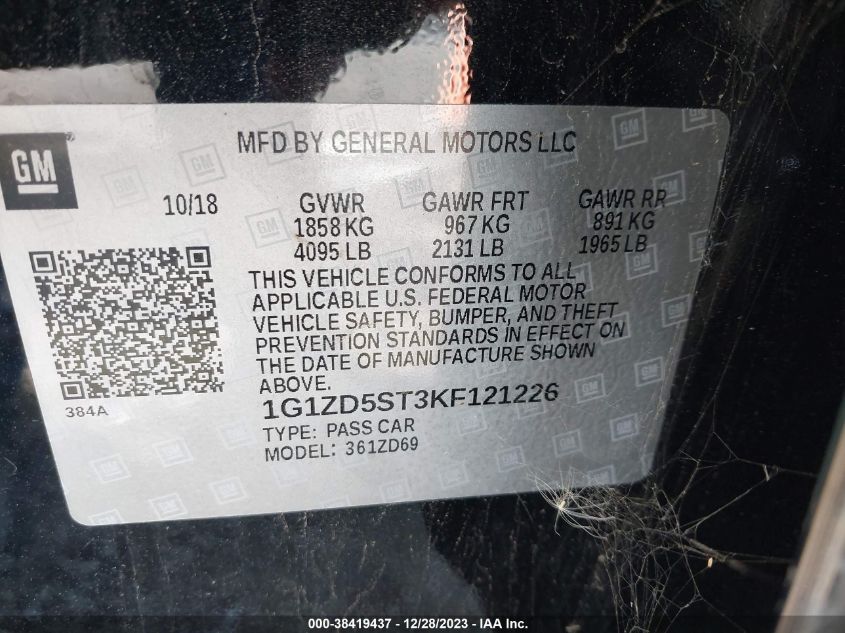 MFD BY GENERAL MOTORS LLC
GM
10/18 GVWR GAWR FRT GAWR RR
1858 KG 967 KG 891 KG
4095 LB 2131 LB 1965 LB
THIS VEHICLE CONFORMS TO ALL
APPLICABLE U.S. FEDERAL MOTOR
VEHICLE SAFETY, BUMPER, AND THEFT
PREVENTION STANDARDS IN EFFECT ON
THE DATE OF MANUFACTURE SHOWN
ABOVE.
384A
1G1ZD5ST3KF121226
TYPE: PASS CAR
MODEL: 361ZD69
000-38419437 - 12/28/2023 - IAA Inc.